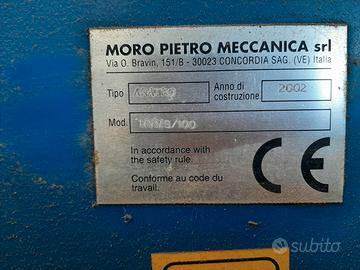 MORO PIETRO MECCANICA srl
Via O. Bravin, 151/B - 30023 CONCORDIA SAG. (VE) Italia
Tipo
Anno di costruzione 2002
Mod. /100
In accordance with
the safety rule.
Conforme au code du
travail.
CE
subito